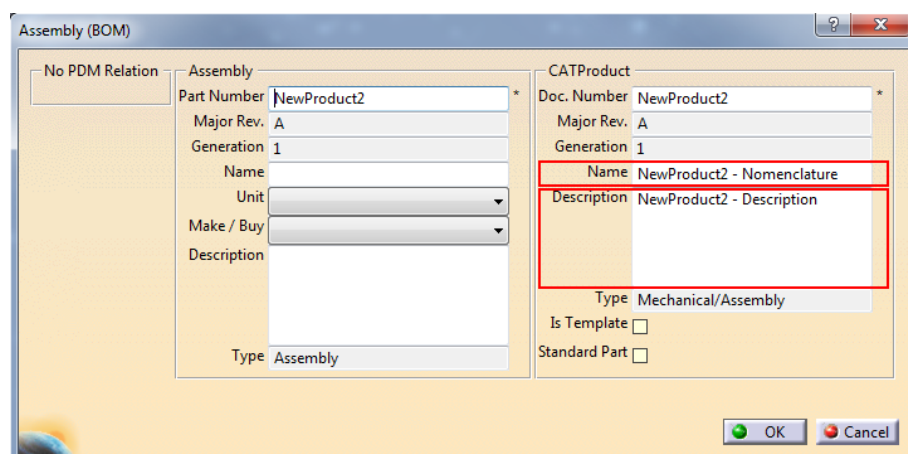 Assembly (BOM)
?
No PDM Relation
Assembly
Part Number NewProduct2 *
Major Rev. A
Generation 1
Name
Unit
Make / Buy
Description
Type Assembly
CATProduct
Doc. Number NewProduct2 *
Major Rev. A
Generation 1
Name NewProduct2 - Nomenclature
Description NewProduct2 - Description
Type Mechanical/Assembly
Is Template
Standard Part
OK Cancel